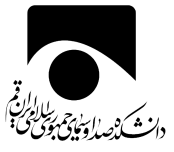 دانشکده صدا و سیمای جمهوری اسلامی ایران قم